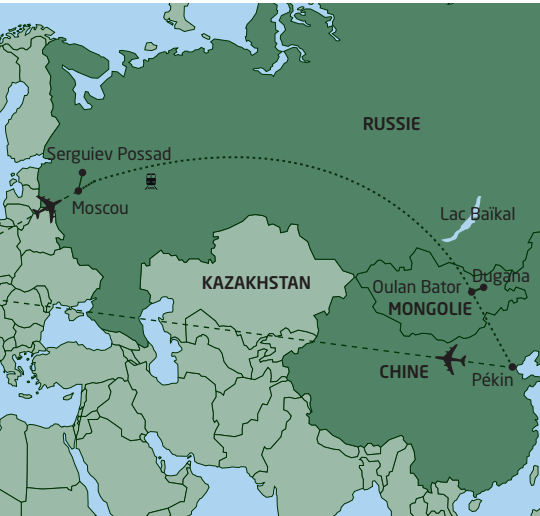 RUSSIE
Serguiev Possad
Moscou
Lac Baïkal
KAZAKHSTAN
Oulan Bator
Dugana
MONGOLIE
CHINE
Pékin